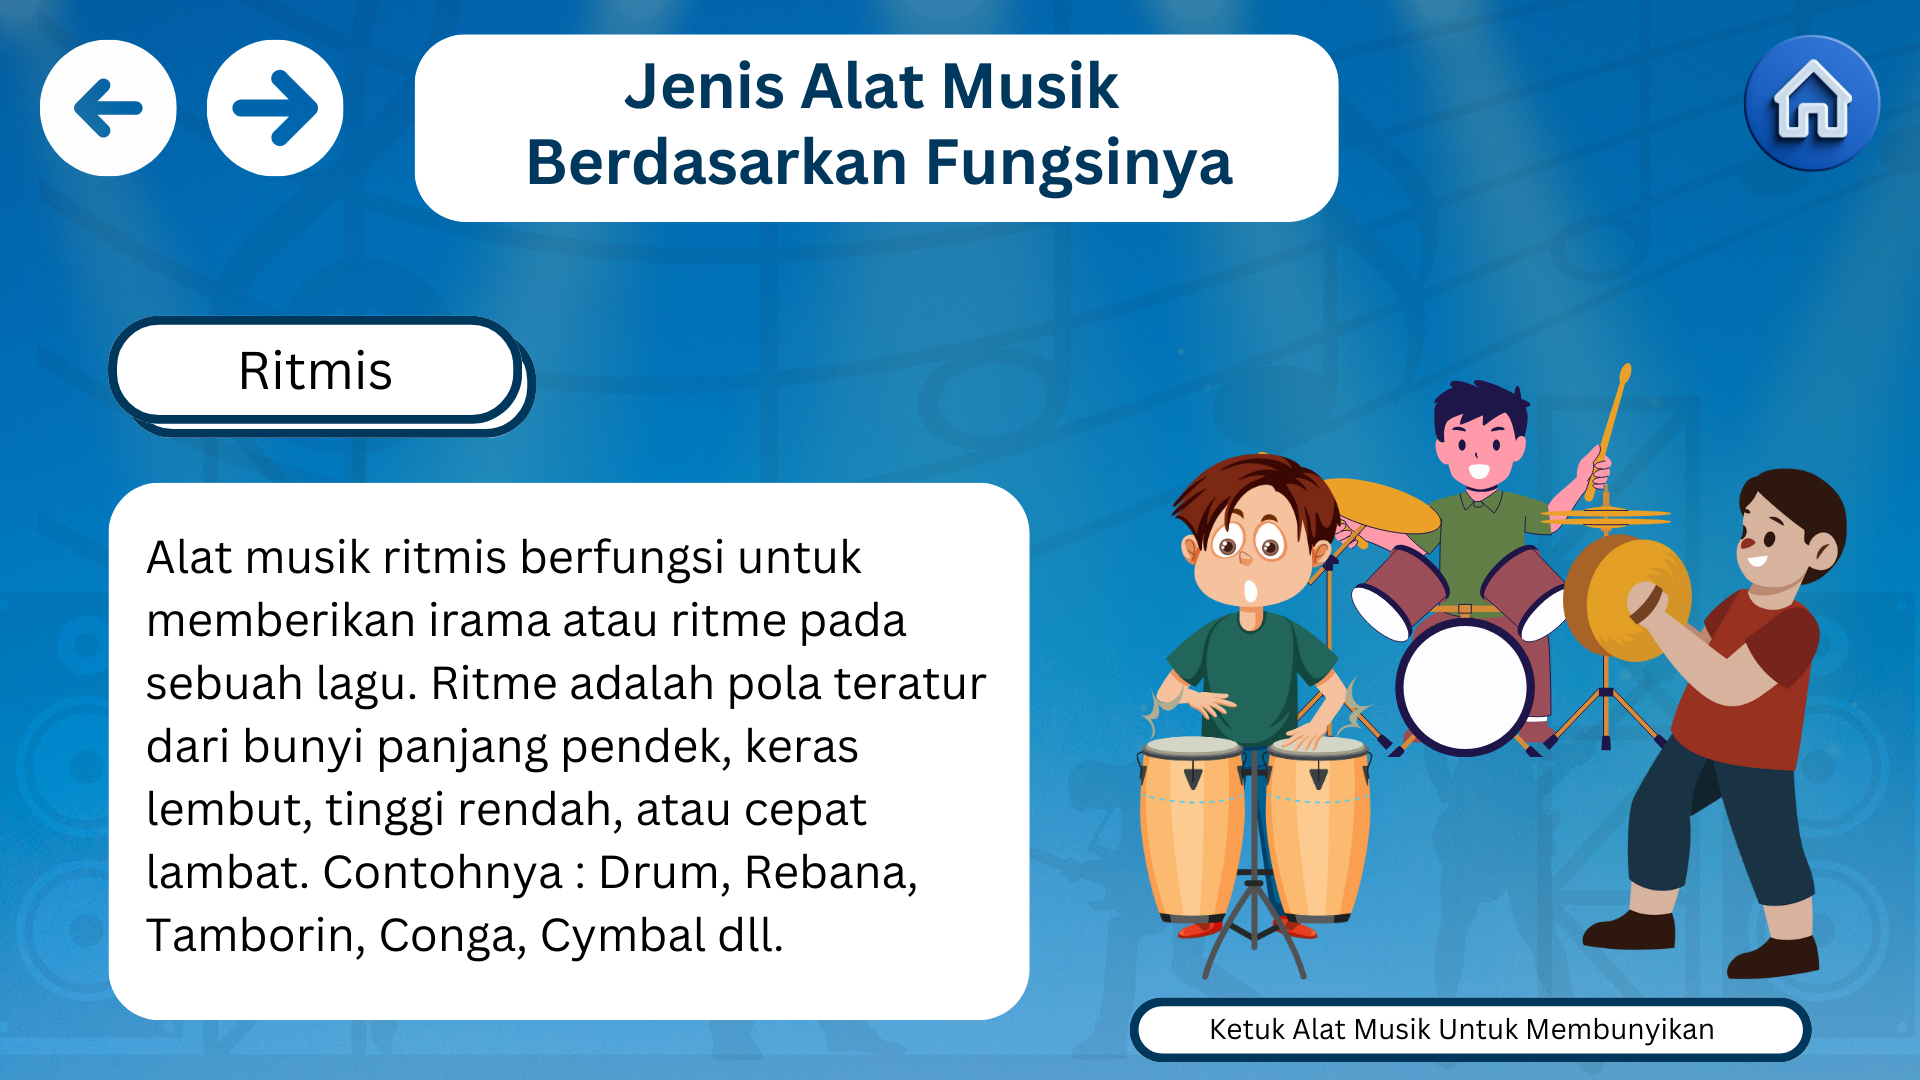 Jenis Alat Musik
Berdasarkan Fungsinya
Ritmis
Alat musik ritmis berfungsi untuk
memberikan irama atau ritme pada
sebuah lagu. Ritme adalah pola teratur
dari bunyi panjang pendek, keras
lembut, tinggi rendah, atau cepat
lambat. Contohnya : Drum, Rebana,
Tamborin, Conga, Cymbal dll.
Ketuk Alat Musik Untuk Membunyikan